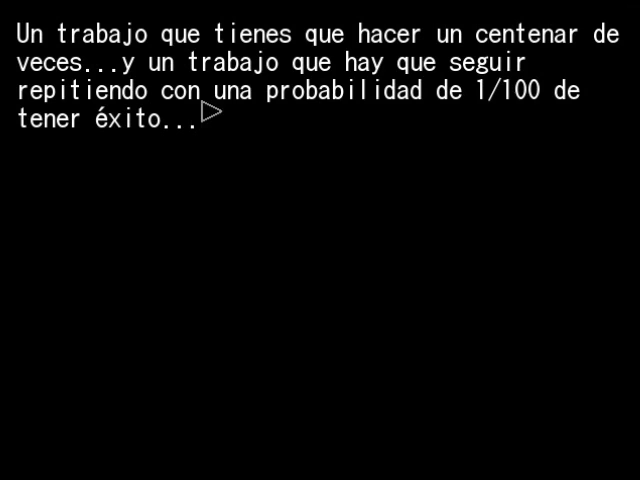 Un trabajo que tienes que hacer un centenar de
veces...y un trabajo que hay que seguir
repitiendo con una probabilidad de 1/100 de
tener éxito...